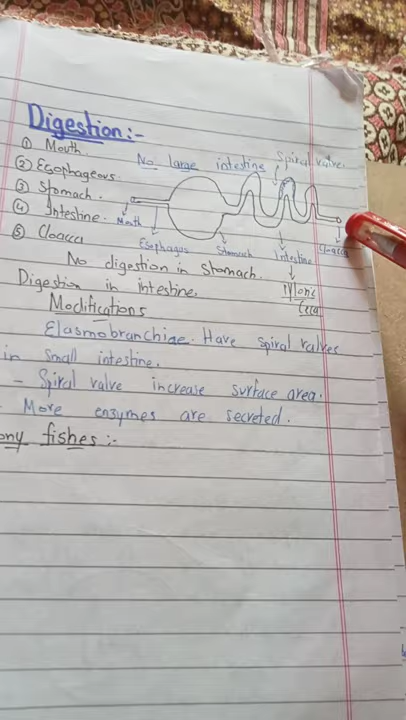 Digestion:-
① Mouth.
② Esophageous.
③ Stomach.
④ Intestine.
⑤ Cloaca
No large intestine
Spiral valve.
Mouth
Esophagus
Stomach
Intestine
Cloaca
Pyloric
Ceca
No digestion in stomach.
Digestion in intestine.
Modifications
Elasmobranchiae. Have spiral valves
in small intestine.
- Spiral valve increase surface area.
- More enzymes are secreted.
ony fishes :-